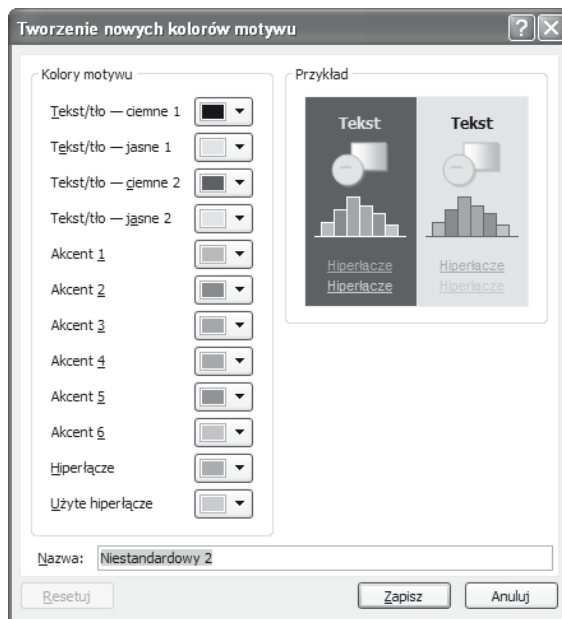 Tworzenie nowych kolorów motywu
Kolory motywu
Tekst/tło — ciemne 1
Tekst/tło — jasne 1
Tekst/tło — ciemne 2
Tekst/tło — jasne 2
Akcent 1
Akcent 2
Akcent 3
Akcent 4
Akcent 5
Akcent 6
Hiperłącze
Użyte hiperłącze
Przykład
Tekst Tekst
Hiperłącze Hiperłącze
Hiperłącze Hiperłącze
Nazwa: Niestandardowy 2
Resetuj Zapisz Anuluj